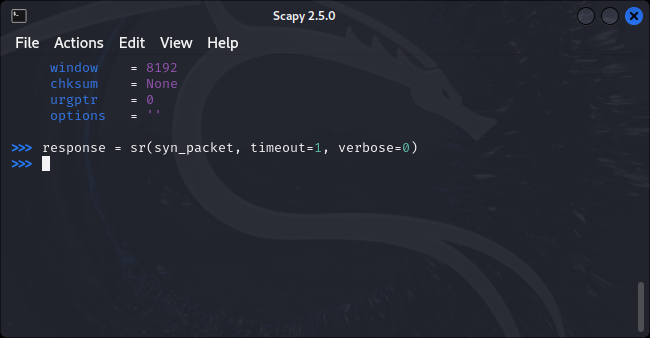 Scapy 2.5.0
File Actions Edit View Help
window = 8192
chksum = None
urgptr = 0
options = ''
>>> response = sr(syn_packet, timeout=1, verbose=0)
>>>